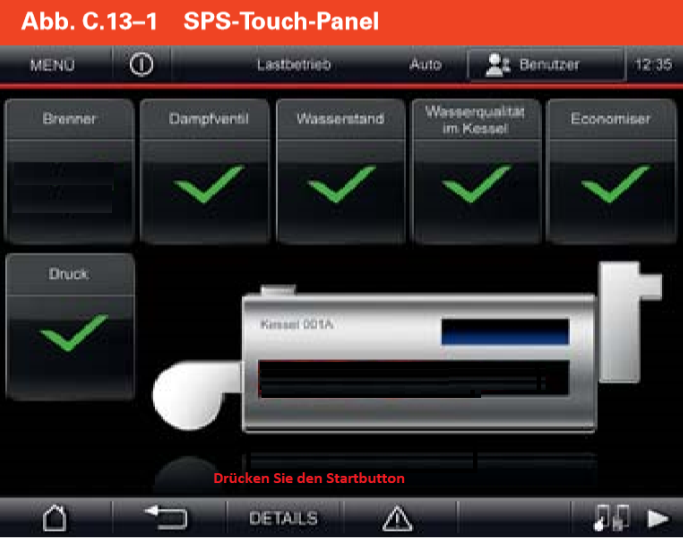 Abb. C.13–1 SPS-Touch-Panel
MENÜ Lastbetrieb Auto Benutzer 12:35
Brenner Dampfventil Wasserstand Wasserqualität im Kessel Economiser
Druck
Kessel 001A
Drücken Sie den Startbutton
DETAILS